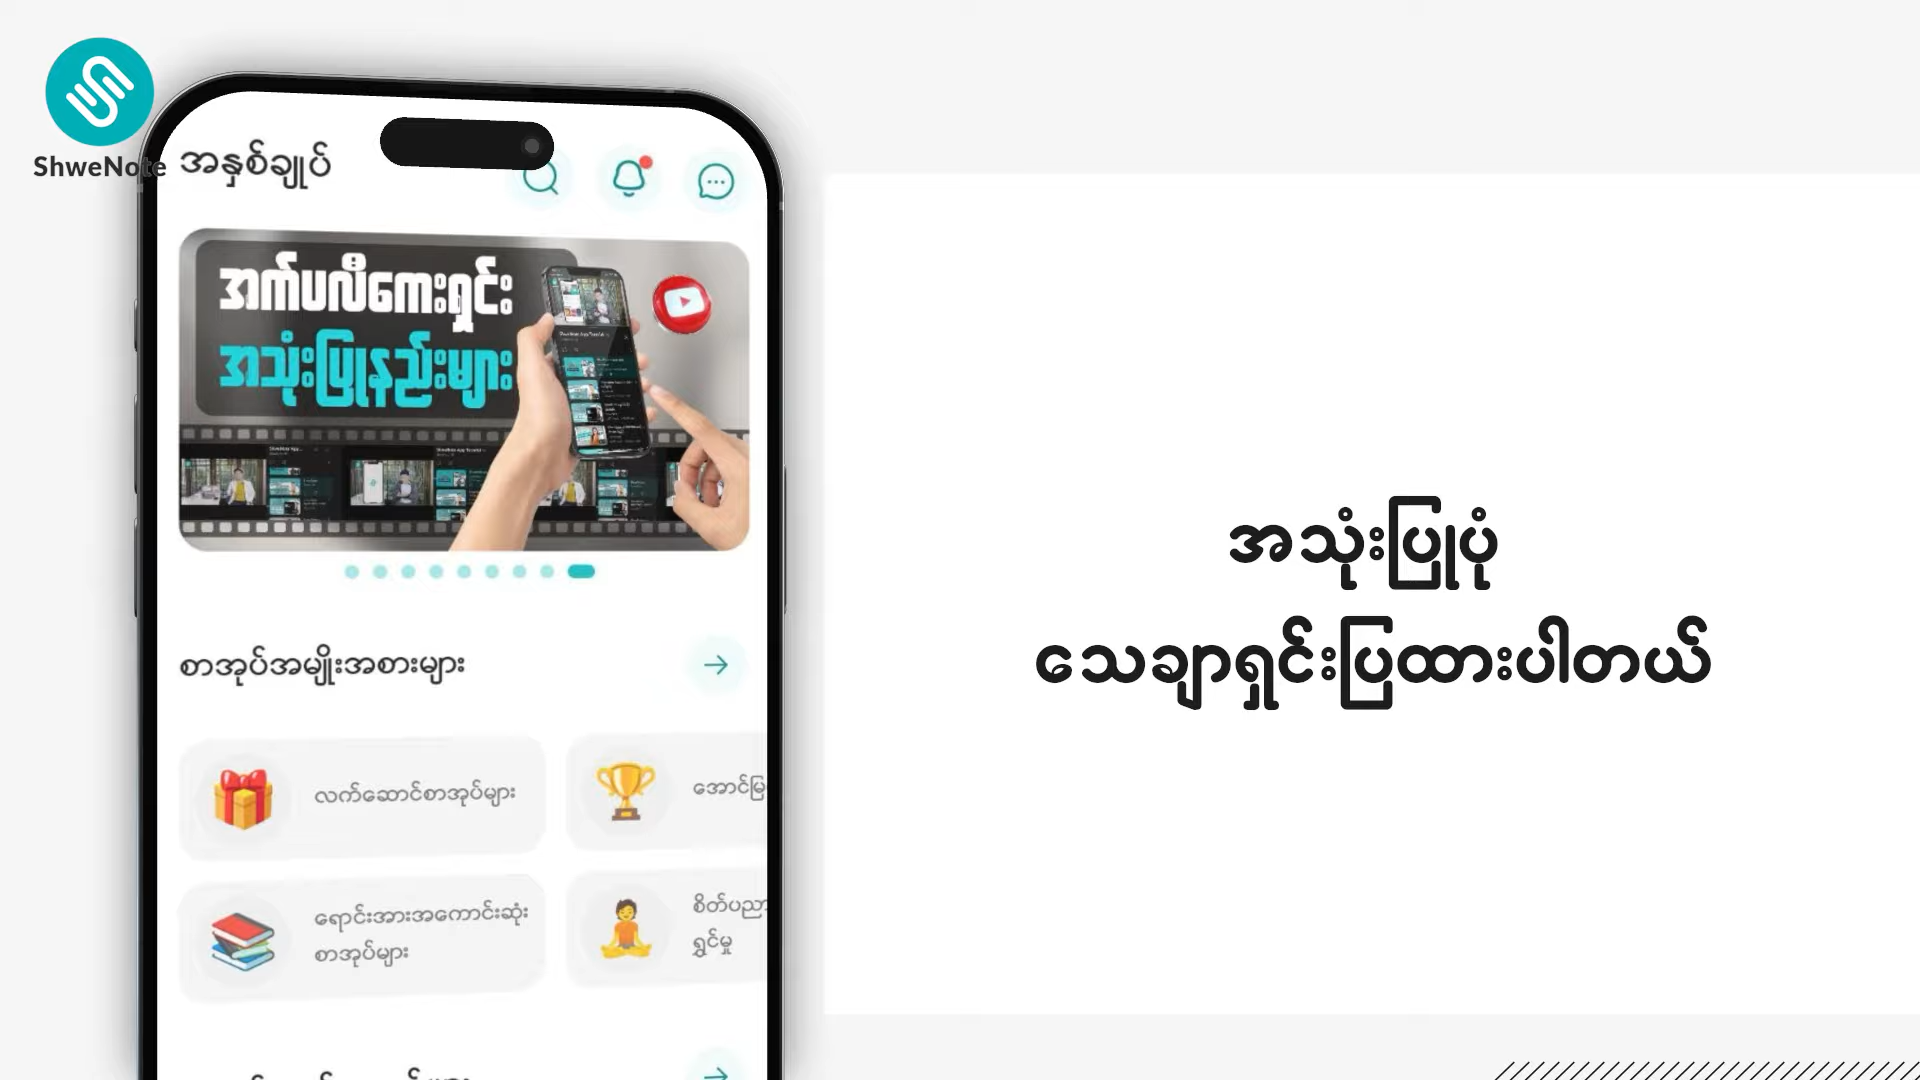 ShweNote
အနှစ်ချုပ်
အက်ပလီကေးရှင်း
အသုံးပြုနည်းများ
စာအုပ်အမျိုးအစားများ
လက်ဆောင်စာအုပ်များ
ရောင်းအားအကောင်းဆုံး
စာအုပ်များ
ရွှင်မှု
အသုံးပြုပုံ
သေချာရှင်းပြထားပါတယ်